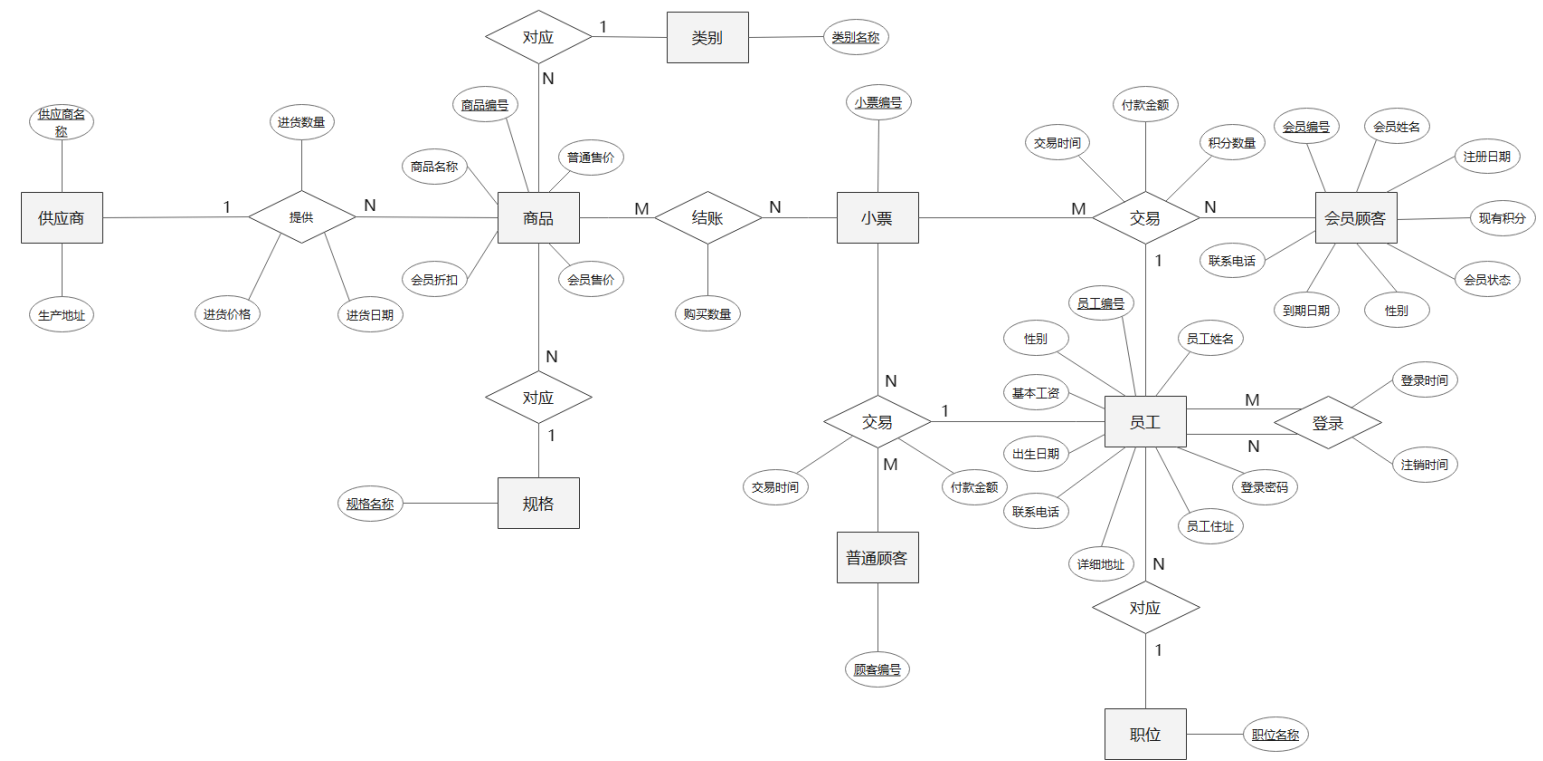 对应
1
类别
类别名称
N
供应商名
称
进货数量
商品编号
小票编号
付款金额
会员编号
会员姓名
交易时间
积分数量
商品名称
普通售价
注册日期
供应商
1
提供
N
商品
M
结账
N
小票
M
交易
N
会员顾客
现有积分
联系电话
1
会员折扣
会员售价
会员状态
生产地址
进货价格
进货日期
购买数量
员工编号
到期日期
性别
性别
员工姓名
N
对应
1
N
基本工资
M
登录时间
交易
1
员工
登录
N
出生日期
M
注销时间
交易时间
付款金额
登录密码
规格名称
规格
联系电话
员工住址
普通顾客
详细地址
N
对应
1
顾客编号
职位
职位名称